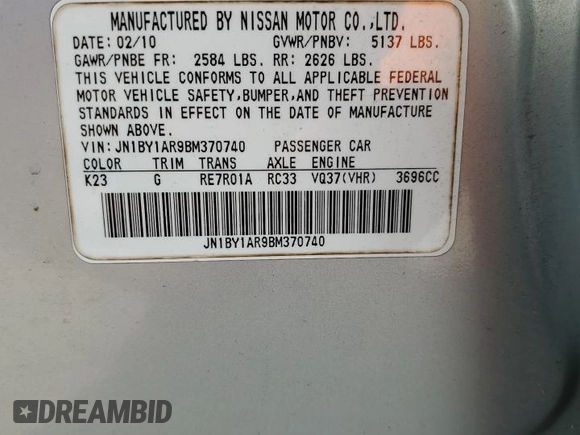 MANUFACTURED BY NISSAN MOTOR CO.,LTD.
DATE: 02/10 GVWR/PNBV: 5137 LBS.
GAWR/PNBE FR: 2584 LBS. RR: 2626 LBS.
THIS VEHICLE CONFORMS TO ALL APPLICABLE FEDERAL
MOTOR VEHICLE SAFETY,BUMPER,AND THEFT PREVENTION
STANDARDS IN EFFECT ON THE DATE OF MANUFACTURE
SHOWN ABOVE.
VIN: JN1BY1AR9BM370740 PASSENGER CAR
COLOR TRIM TRANS AXLE ENGINE
K23 G RE7R01A RC33 VQ37(VHR) 3696CC
JN1BY1AR9BM370740
DREAMBID